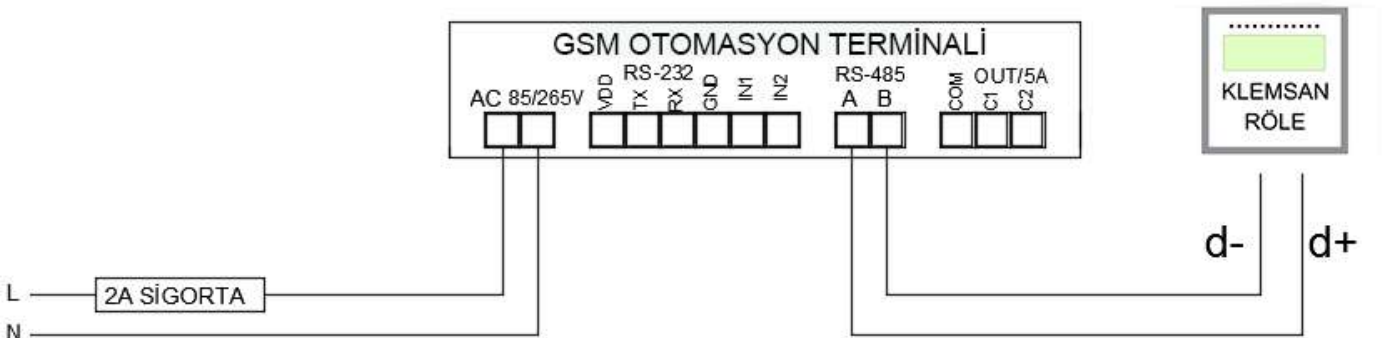 GSM OTOMASYON TERMİNALİ
RS-232
RS-485
OUT/5A
AC 85/265V
VDD
TX
RX
GND
IN1
IN2
A B
COM
C1
C2
KLEMSAN
RÖLE
d-
d+
L
2A SİGORTA
N